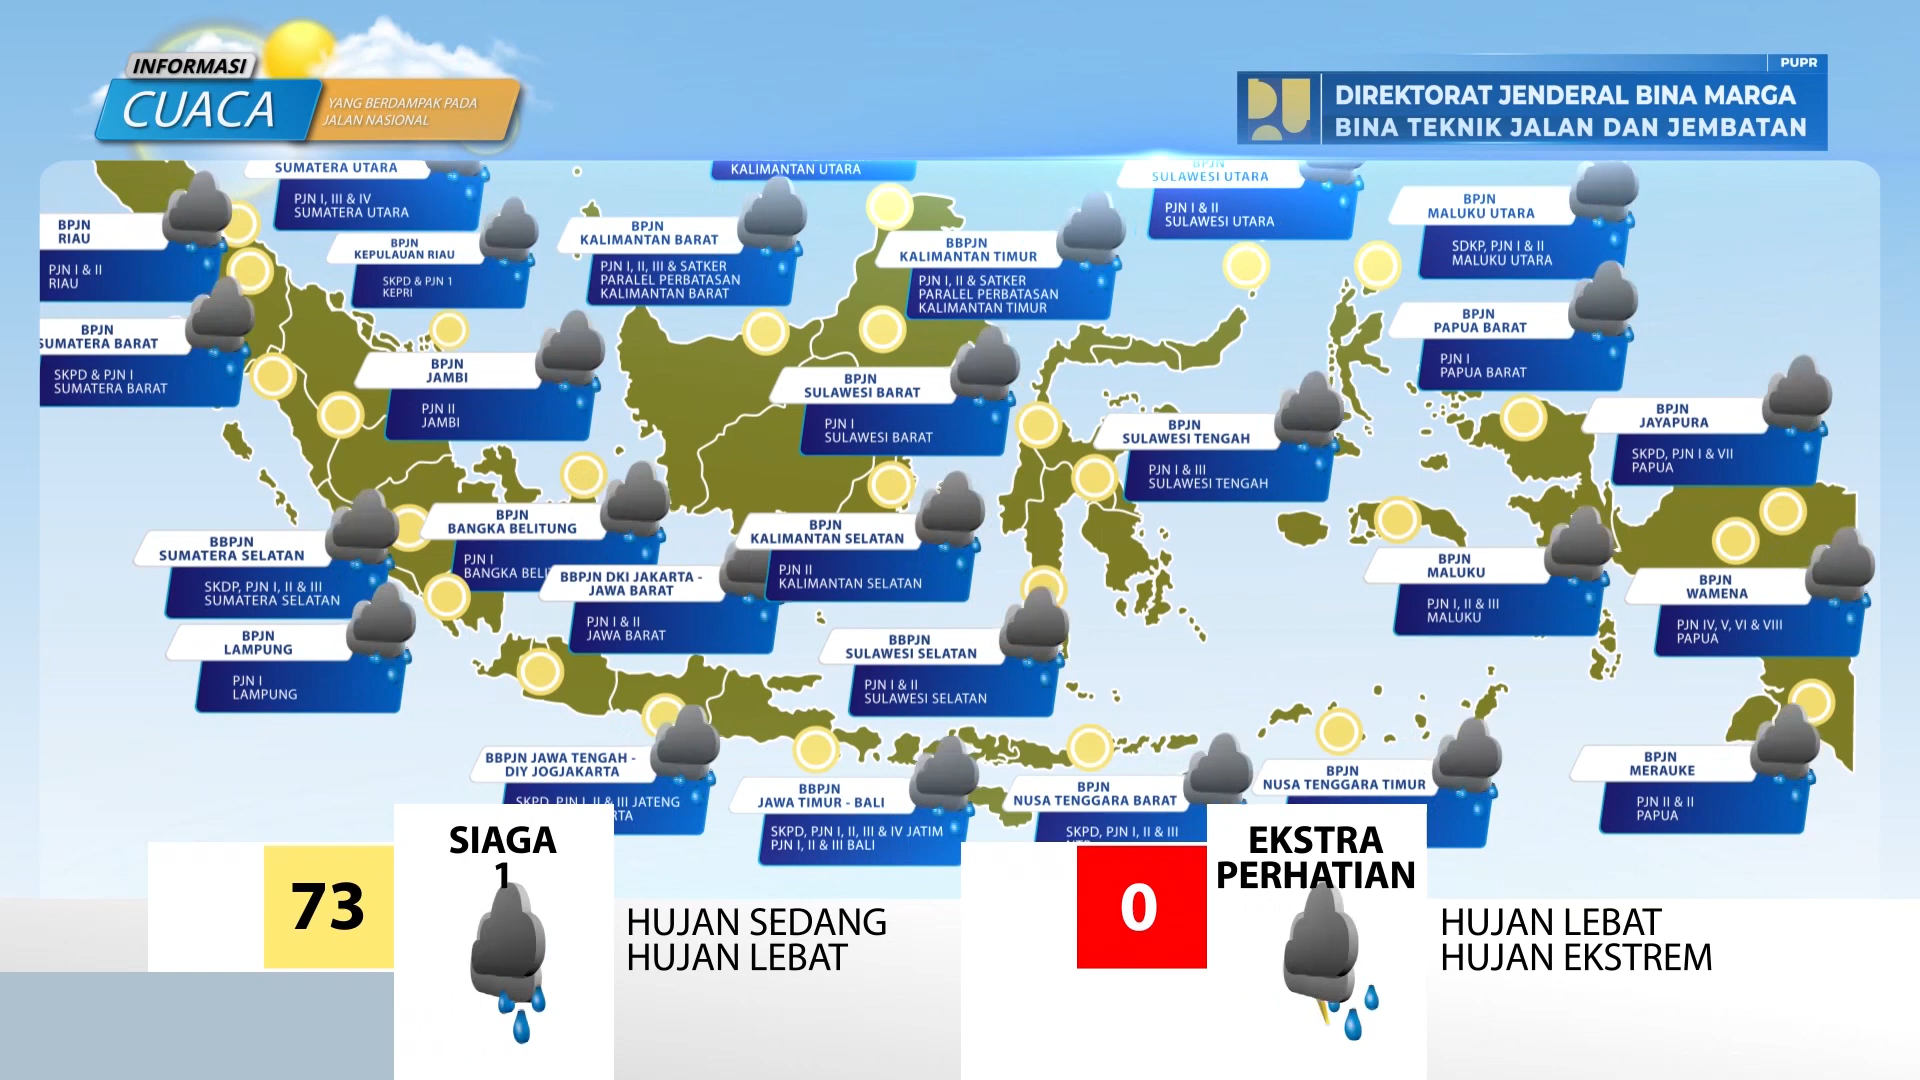 INFORMASI
CUACA
YANG BERDAMPAK PADA
JALAN NASIONAL
PUPR
DIREKTORAT JENDERAL BINA MARGA
BINA TEKNIK JALAN DAN JEMBATAN
SUMATERA UTARA
PJN I, III & IV
SUMATERA UTARA
KALIMANTAN UTARA
BPJN
SULAWESI UTARA
PJN I & II
SULAWESI UTARA
BPJN
MALUKU UTARA
SDKP, PJN I & II
MALUKU UTARA
BPJN
RIAU
PJN I & II
RIAU
BPJN
KEPULAUAN RIAU
SKPD & PJN 1
KEPRI
BPJN
KALIMANTAN BARAT
PJN I, II, III & SATKER
PARALEL PERBATASAN
KALIMANTAN BARAT
BBPJN
KALIMANTAN TIMUR
PJN I, II & SATKER
PARALEL PERBATASAN
KALIMANTAN TIMUR
BPJN
PAPUA BARAT
PJN I
PAPUA BARAT
BPJN
SUMATERA BARAT
SKPD & PJN I
SUMATERA BARAT
BPJN
JAMBI
PJN II
JAMBI
BPJN
SULAWESI BARAT
PJN I
SULAWESI BARAT
BPJN
SULAWESI TENGAH
PJN I & III
SULAWESI TENGAH
BPJN
JAYAPURA
SKPD, PJN I & VII
PAPUA
BBPJN
SUMATERA SELATAN
SKDP, PJN I, II & III
SUMATERA SELATAN
BPJN
BANGKA BELITUNG
PJN I
BANGKA BELI
BBPJN DKI JAKARTA -
JAWA BARAT
PJN I & II
JAWA BARAT
BPJN
KALIMANTAN SELATAN
PJN II
KALIMANTAN SELATAN
BPJN
MALUKU
PJN I, II & III
MALUKU
BPJN
WAMENA
PJN IV, V, VI & VIII
PAPUA
BPJN
LAMPUNG
PJN I
LAMPUNG
BBPJN
SULAWESI SELATAN
PJN I & II
SULAWESI SELATAN
BBPJN JAWA TENGAH -
DIY JOGJAKARTA
SKPD, PJN I, II & III JATENG
RTA
BBPJN
JAWA TIMUR - BALI
SKPD, PJN I, II, III & IV JATIM
PJN I, II & III BALI
BPJN
NUSA TENGGARA BARAT
SKPD, PJN I, II & III
BPJN
NUSA TENGGARA TIMUR
BPJN
MERAUKE
PJN II & II
PAPUA
73
SIAGA
1
HUJAN SEDANG
HUJAN LEBAT
0
EKSTRA
PERHATIAN
HUJAN LEBAT
HUJAN EKSTREM